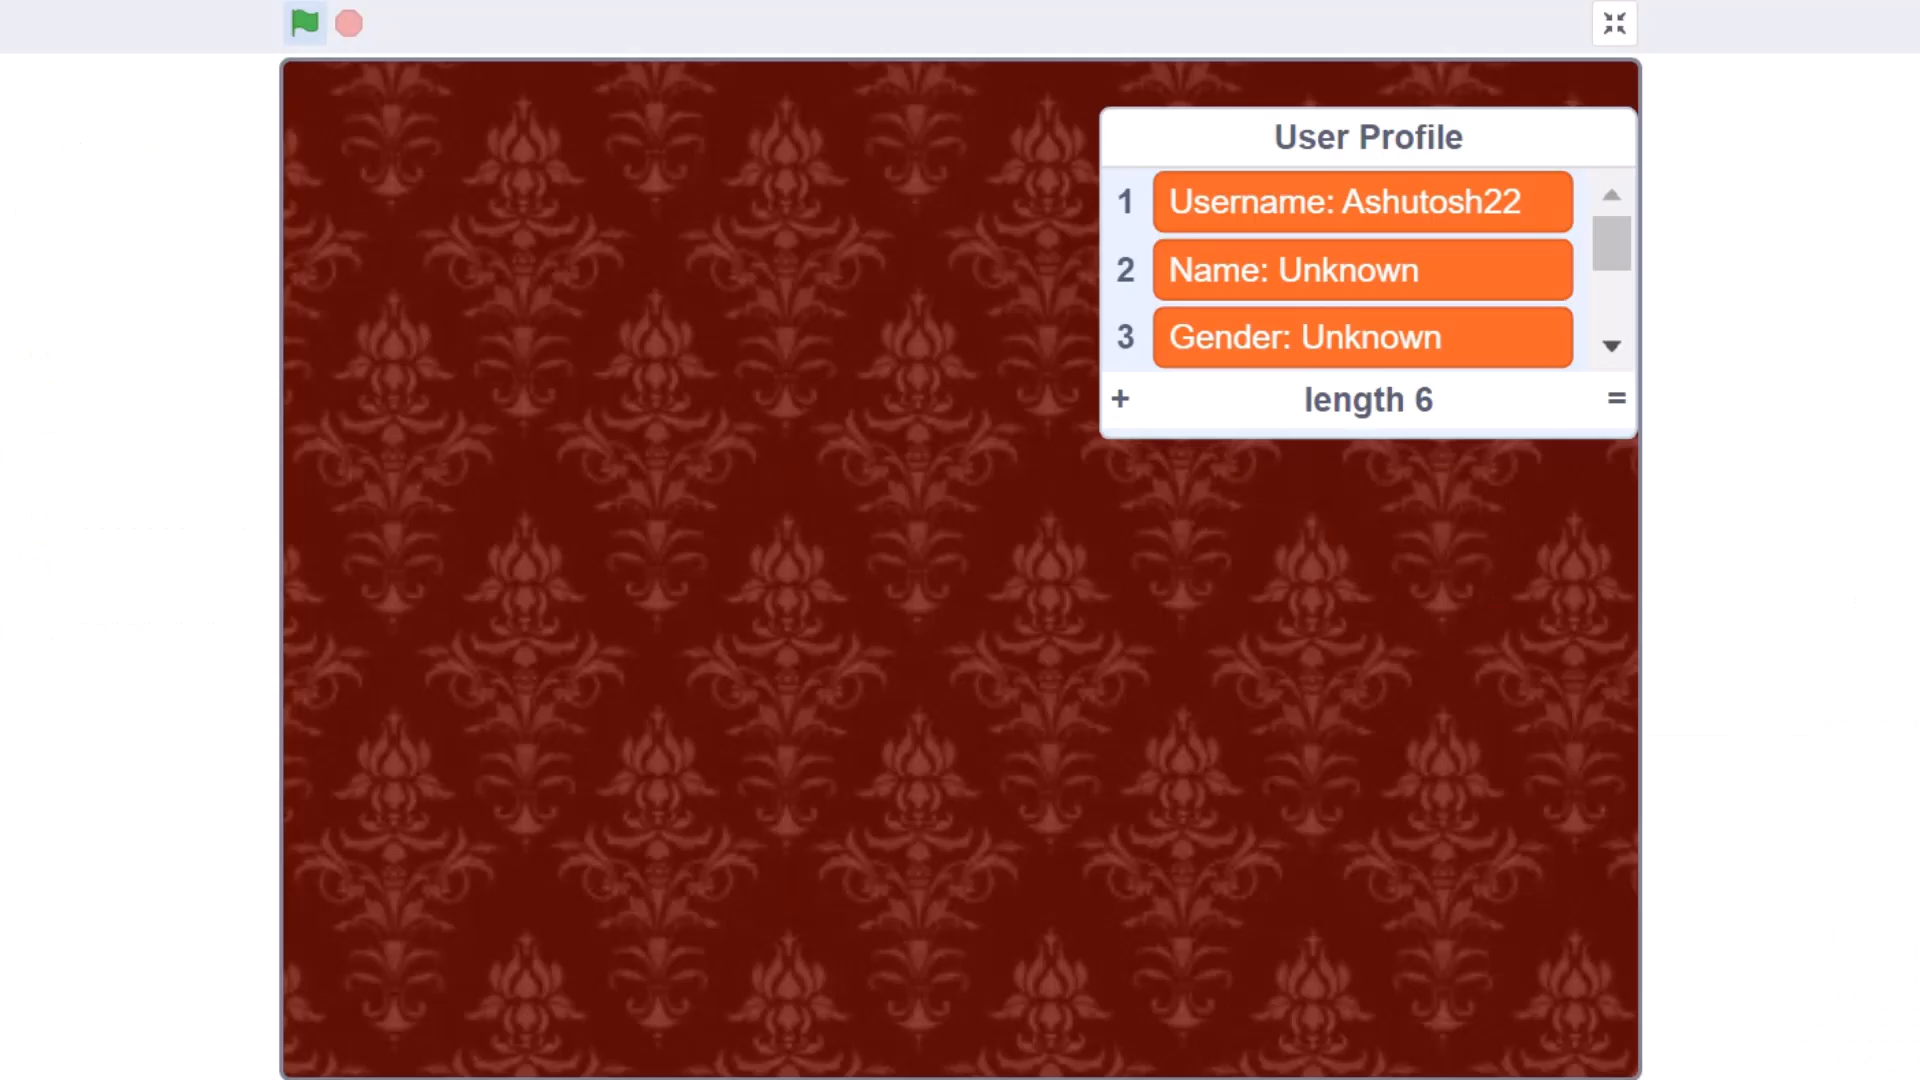 User Profile
1 Username: Ashutosh22
2 Name: Unknown
3 Gender: Unknown
+ length 6 =